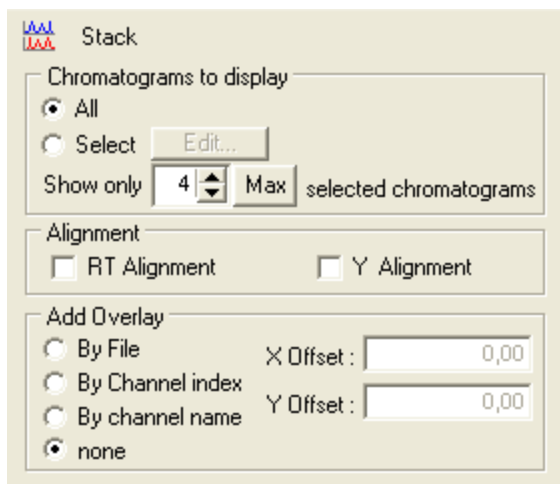 Stack
Chromatograms to display
All
Select Edit...
Show only 4 Max selected chromatograms
Alignment
RT Alignment Y Alignment
Add Overlay
By File
X Offset : 0,00
By Channel index
Y Offset : 0,00
By channel name
none